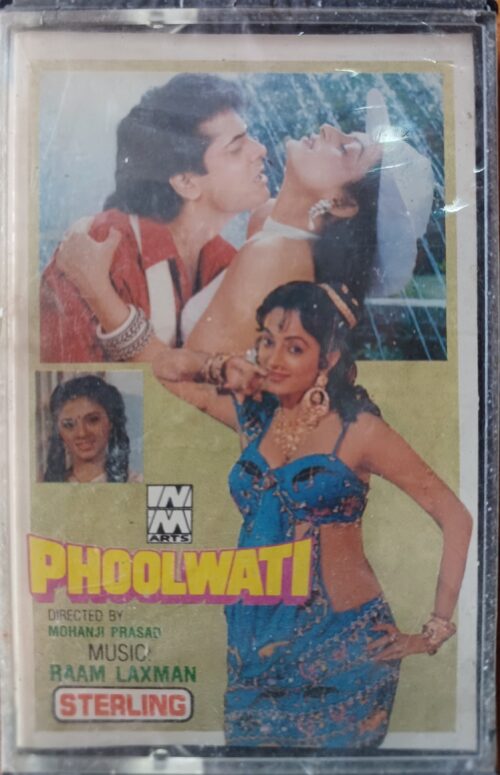 NM
ARTS
PHOOLWATI
DIRECTED BY
MOHANJI PRASAD
MUSIC:
RAAM LAXMAN
STERLING